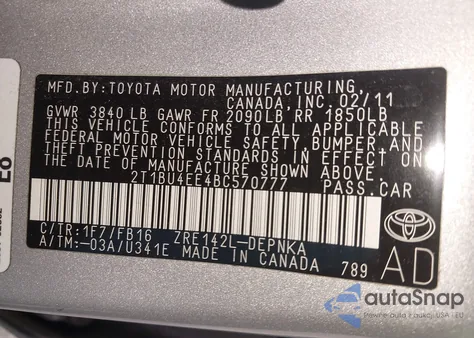 MFD.BY:TOYOTA MOTOR MANUFACTURING,
CANADA,INC.02/11
GVWR 3840LB GAWR FR 2090LB RR 1850LB
THIS VEHICLE CONFORMS TO ALL APPLICABLE
FEDERAL MOTOR VEHICLE SAFETY,BUMPER,AND
THEFT PREVENTION STANDARDS IN EFFECT ON
THE DATE OF MANUFACTURE SHOWN ABOVE.
2T1BU4EE4BC570777 PASS.CAR
C/TR:1F7/FB16 ZRE142L-DEPNKA
A/TM:-03A/U341E MADE IN CANADA 789
AD
Eo
autoSnap